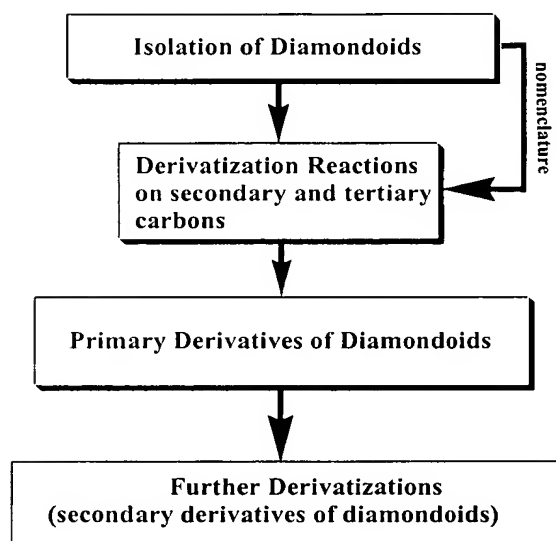 Isolation of Diamondoids
nomenclature
Derivatization Reactions
on secondary and tertiary
carbons
Primary Derivatives of Diamondoids
Further Derivatizations
(secondary derivatives of diamondoids)